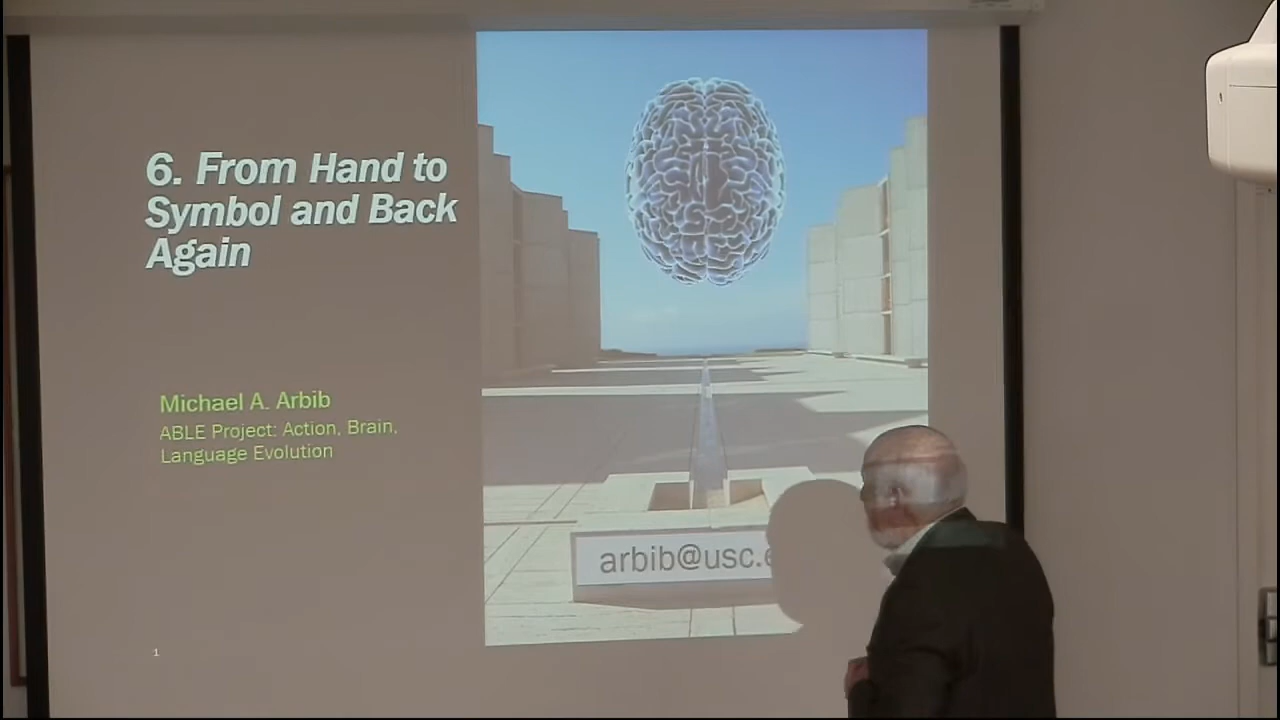 6. From Hand to
Symbol and Back
Again
Michael A. Arbib
ABLE Project: Action, Brain,
Language Evolution
arbib@usc.e
1